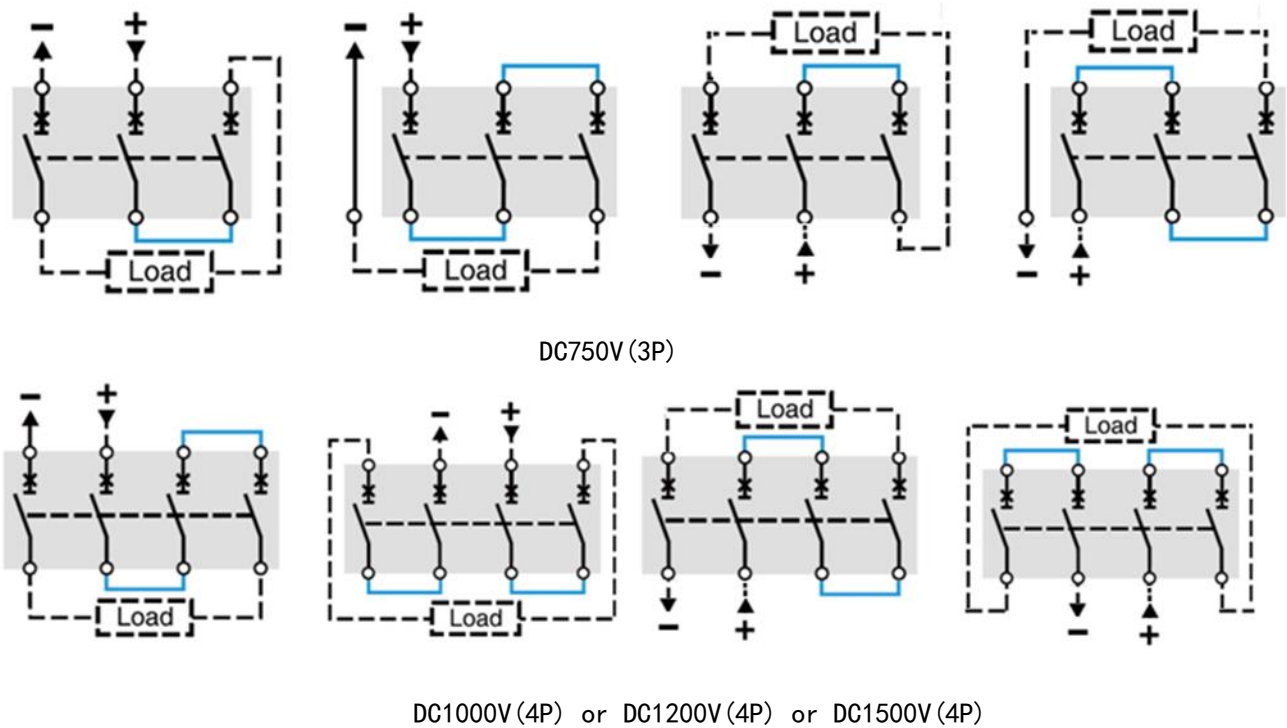 - + - + Load Load
Load Load - + - +
DC750V(3P)
- + - + Load Load
Load Load - + - +
DC1000V(4P) or DC1200V(4P) or DC1500V(4P)